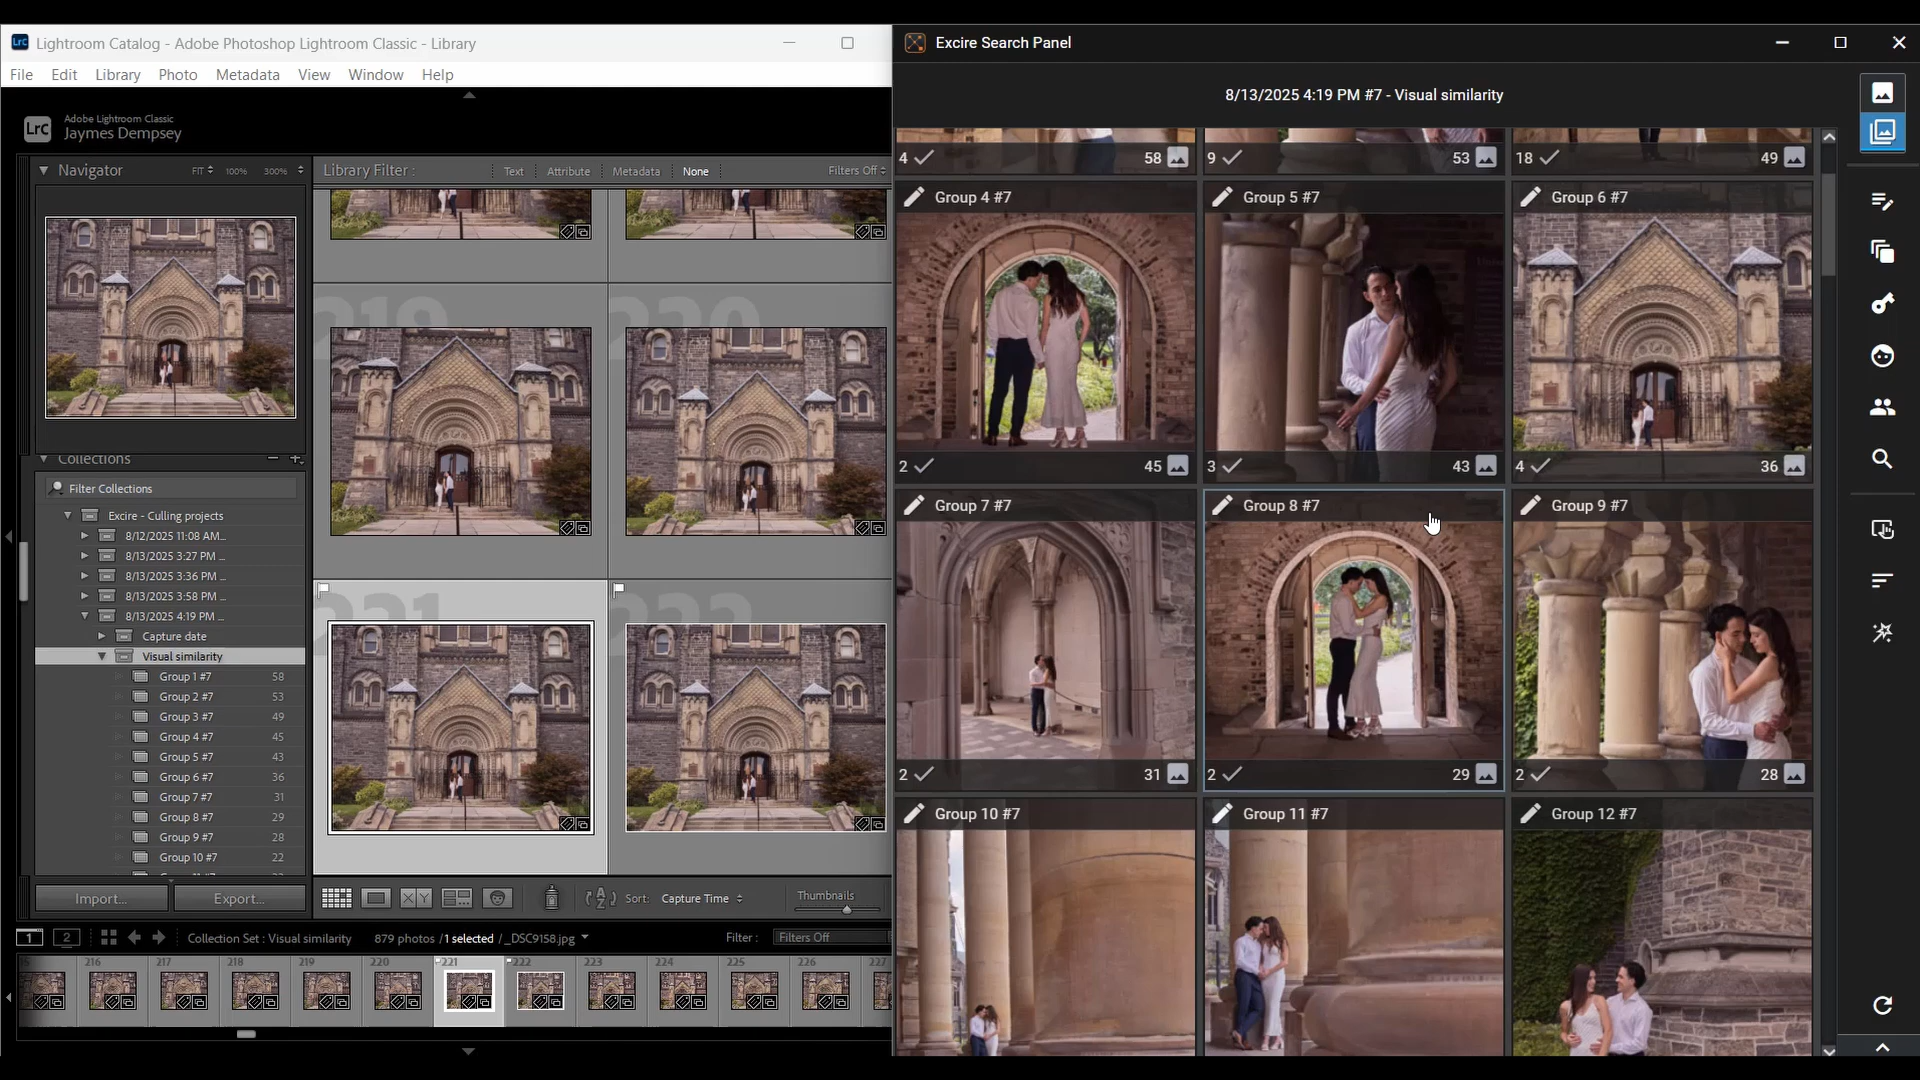 Lrc Lightroom Catalog - Adobe Photoshop Lightroom Classic - Library
File Edit Library Photo Metadata View Window Help
LrC Adobe Lightroom Classic
Jaymes Dempsey
Navigator FIT 100% 300%
Library Filter : Text Attribute Metadata None Filters Off
219 220
221 222
Collections
Filter Collections
Excire - Culling projects
8/12/2025 11:08 AM...
8/13/2025 3:27 PM ...
8/13/2025 3:36 PM ...
8/13/2025 3:58 PM ...
8/13/2025 4:19 PM ...
Capture date
Visual similarity
Group 1 #7 58
Group 2 #7 53
Group 3 #7 49
Group 4 #7 45
Group 5 #7 43
Group 6 #7 36
Group 7 #7 31
Group 8 #7 29
Group 9 #7 28
Group 10 #7 22
Import... Export...
XY
Sort: Capture Time
Thumbnails
1 2 Collection Set : Visual similarity 879 photos / 1 selected / _DSC9158.jpg Filter : Filters Off
216 217 218 219 220 221 222 223 224 225 226 227
Excire Search Panel
8/13/2025 4:19 PM #7 - Visual similarity
4 58 9 53 18 49
Group 4 #7 Group 5 #7 Group 6 #7
2 45 3 43 4 36
Group 7 #7 Group 8 #7 Group 9 #7
2 31 2 29 2 28
Group 10 #7 Group 11 #7 Group 12 #7